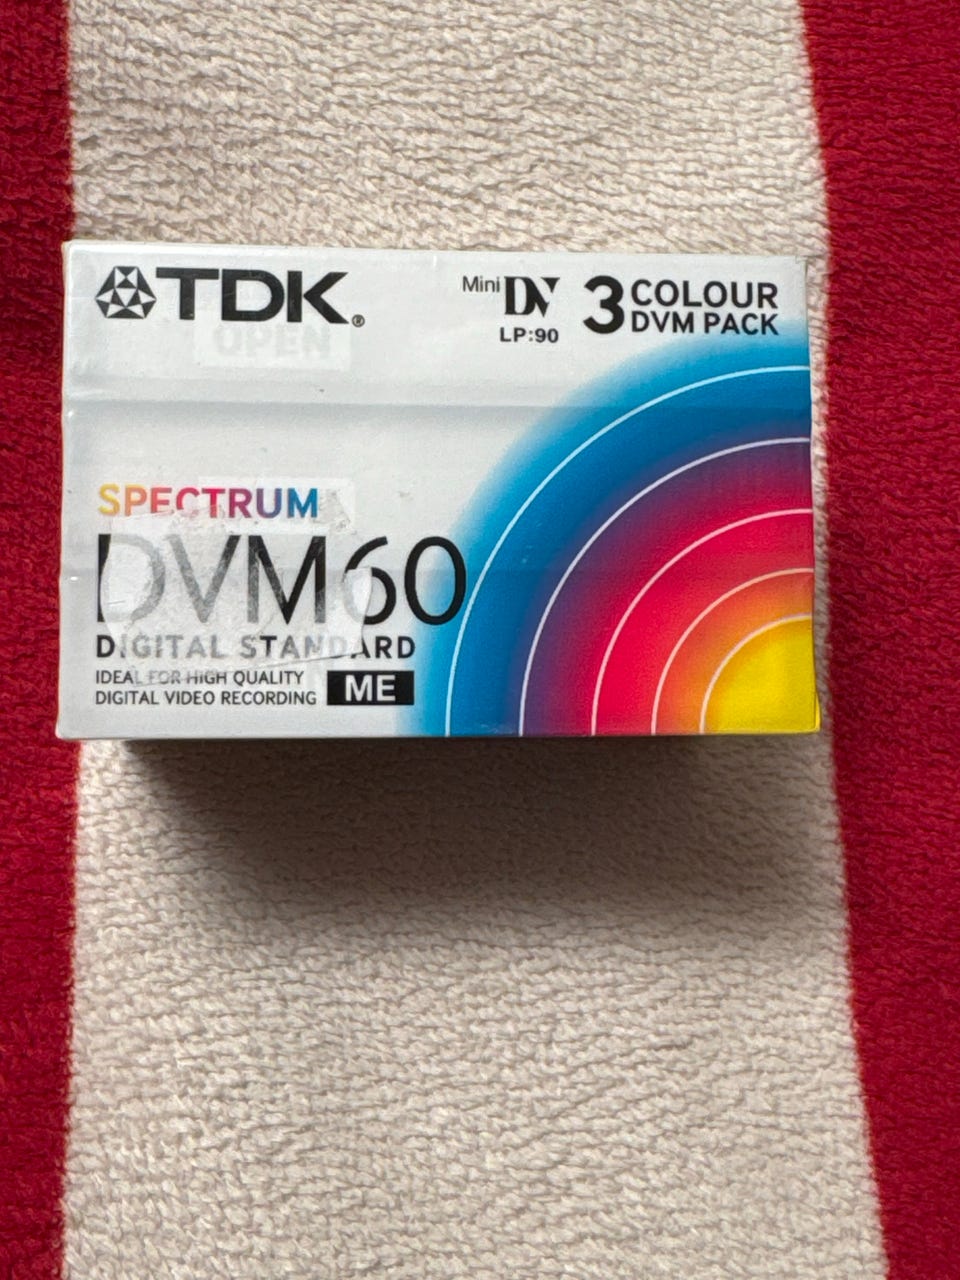 TDK®
OPEN
Mini DV
LP:90
3 COLOUR
DVM PACK
SPECTRUM
DVM60
DIGITAL STANDARD
IDEAL FOR HIGH QUALITY
DIGITAL VIDEO RECORDING
ME